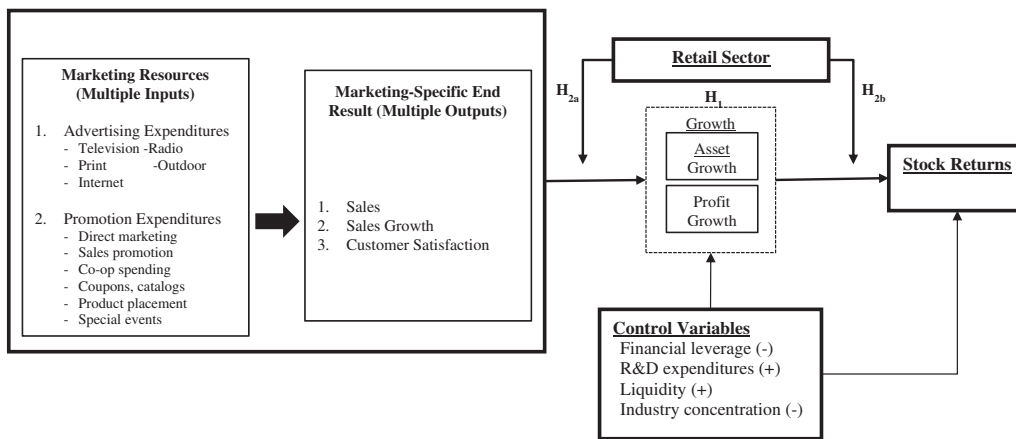 Marketing Resources
(Multiple Inputs)
1. Advertising Expenditures
- Television -Radio
- Print -Outdoor
- Internet
2. Promotion Expenditures
- Direct marketing
- Sales promotion
- Co-op spending
- Coupons, catalogs
- Product placement
- Special events
Marketing-Specific End
Result (Multiple Outputs)
1. Sales
2. Sales Growth
3. Customer Satisfaction
Retail Sector
H2a
H1
H2b
Growth
Asset
Growth
Profit
Growth
Stock Returns
Control Variables
Financial leverage (-)
R&D expenditures (+)
Liquidity (+)
Industry concentration (-)